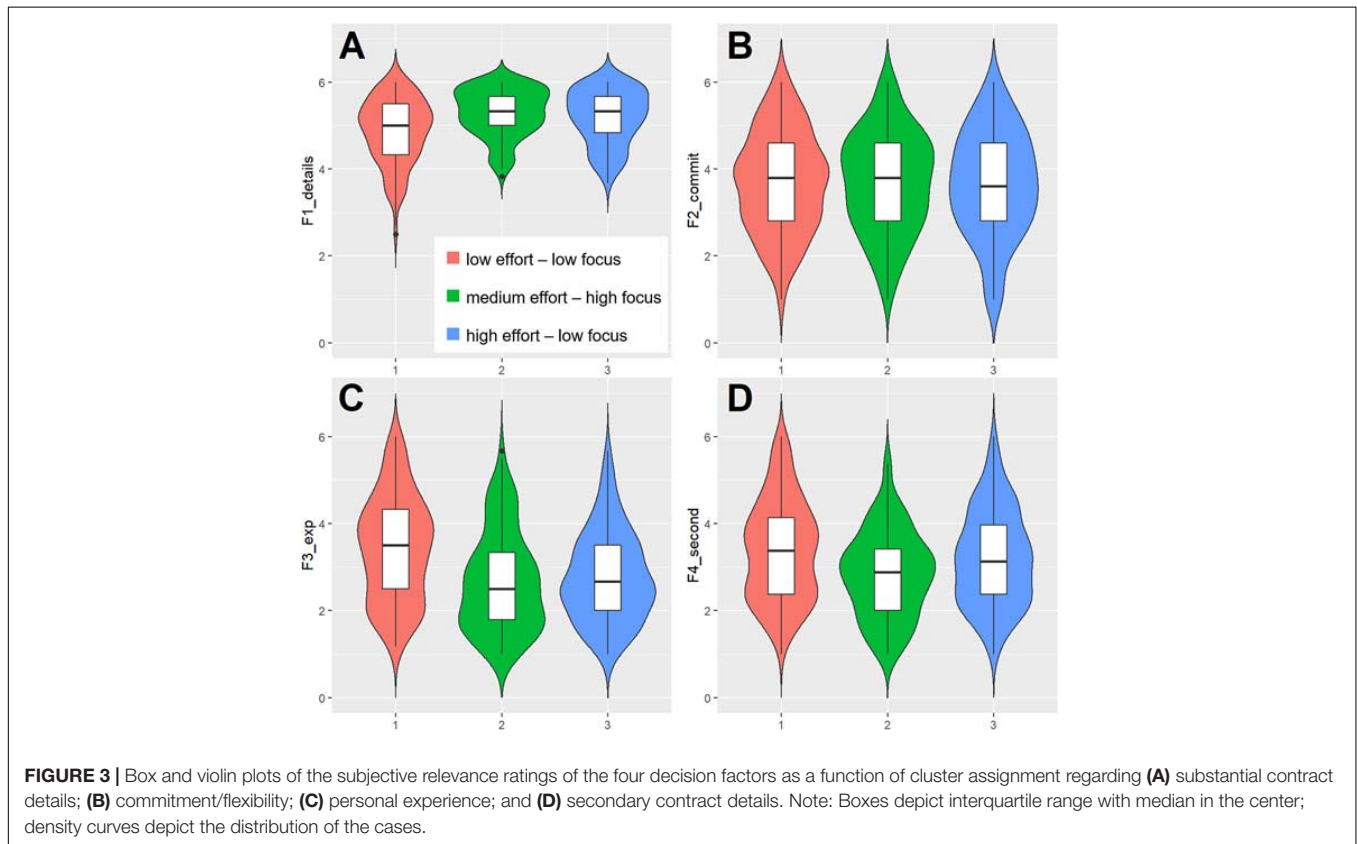 A
B
6
4
2
0
F1_details
low effort – low focus
medium effort – high focus
high effort – low focus
1
2
3
6
4
2
0
F2_commit
1
2
3
C
D
6
4
2
0
F3_exp
1
2
3
6
4
2
0
F4_second
1
2
3
FIGURE 3 | Box and violin plots of the subjective relevance ratings of the four decision factors as a function of cluster assignment regarding (A) substantial contract
details; (B) commitment/flexibility; (C) personal experience; and (D) secondary contract details. Note: Boxes depict interquartile range with median in the center;
density curves depict the distribution of the cases.